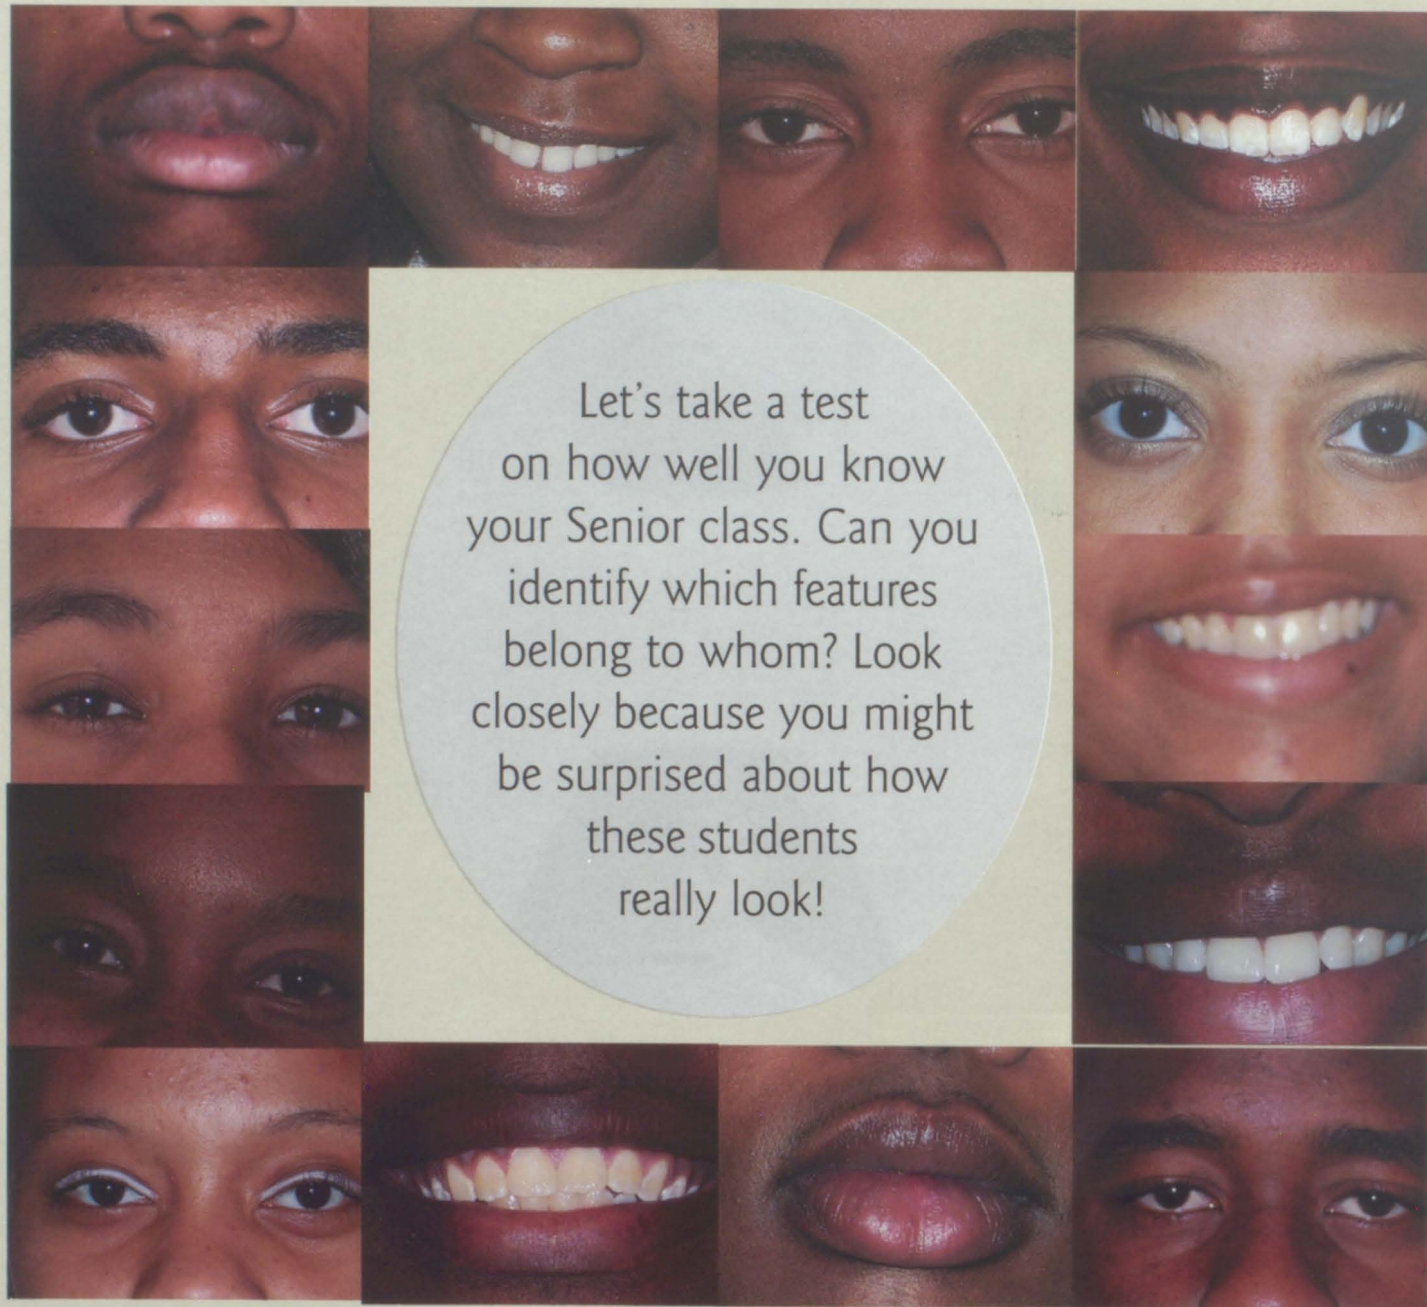 Let's take a test
on how well you know
your Senior class. Can you
identify which features
belong to whom? Look
closely because you might
be surprised about how
these students
really look!